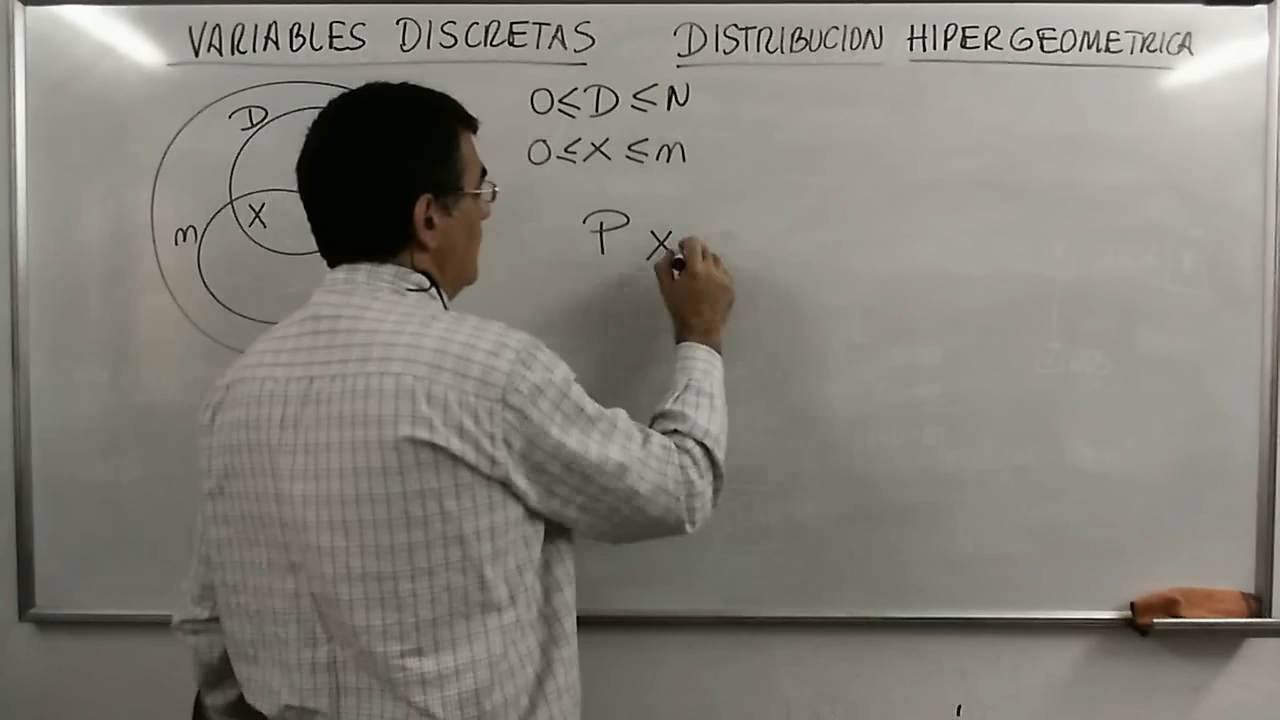 VARIABLES DISCRETAS DISTRIBUCION HIPERGEOMETRICA
D
0≤D≤N
0≤X≤m
m X
P X